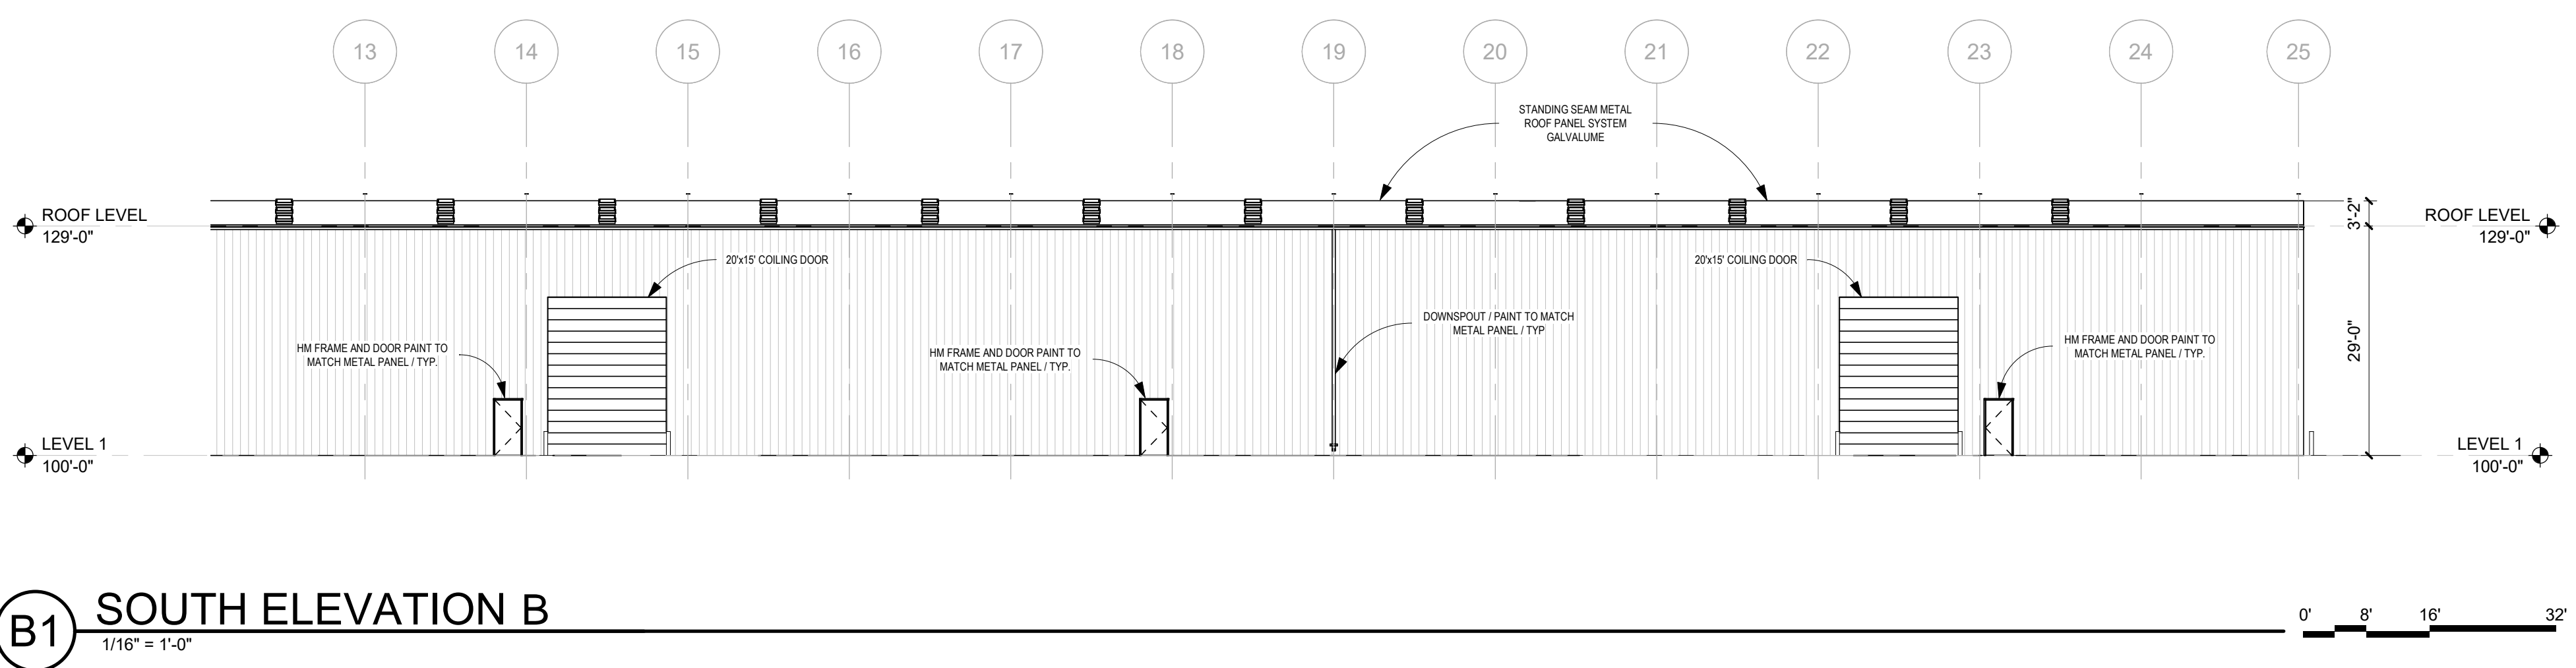 13 14 15 16 17 18 19 20 21 22 23 24 25
STANDING SEAM METAL
ROOF PANEL SYSTEM
GALVALUME
ROOF LEVEL
129'-0"
3'-2"
ROOF LEVEL
129'-0"
20'x15' COILING DOOR
20'x15' COILING DOOR
DOWNSPOUT / PAINT TO MATCH
METAL PANEL / TYP
29'-0"
HM FRAME AND DOOR PAINT TO
MATCH METAL PANEL / TYP.
HM FRAME AND DOOR PAINT TO
MATCH METAL PANEL / TYP.
HM FRAME AND DOOR PAINT TO
MATCH METAL PANEL / TYP.
LEVEL 1
100'-0"
LEVEL 1
100'-0"
B1
SOUTH ELEVATION B
1/16" = 1'-0"
0' 8' 16' 32'